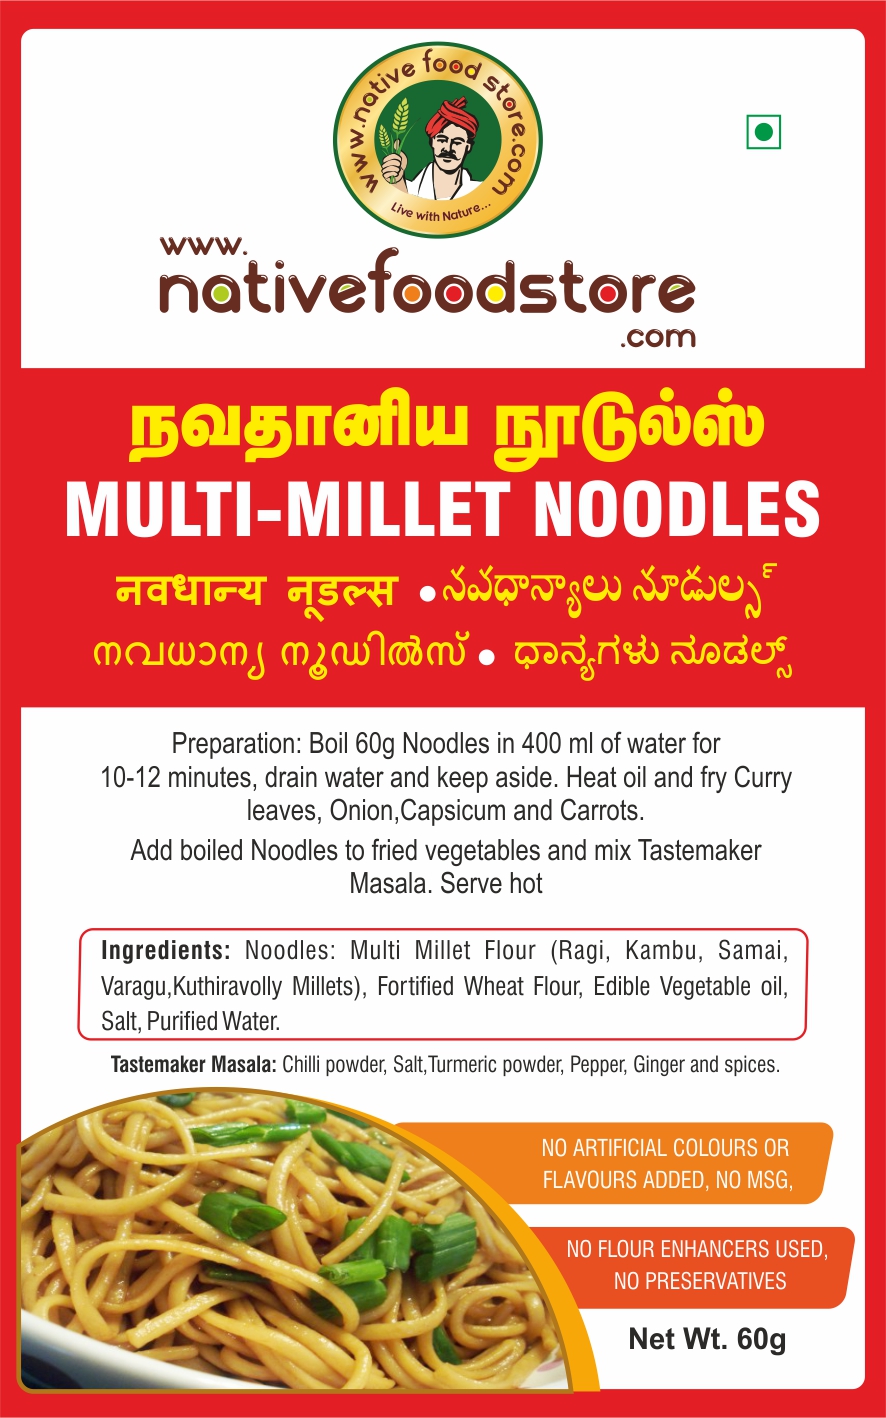 www.native food store.com
Live with Nature...
www.
nativefoodstore
.com
நவதானிய நூடுல்ஸ்
MULTI-MILLET NOODLES
नवधान्य नूडल्स • నవధాన్యాలు నూడుల్స్
നവധാന്യ നൂഡിൽസ് • ಧಾನ್ಯಗಳು ನೂಡಲ್ಸ್
Preparation: Boil 60g Noodles in 400 ml of water for
10-12 minutes, drain water and keep aside. Heat oil and fry Curry
leaves, Onion,Capsicum and Carrots.
Add boiled Noodles to fried vegetables and mix Tastemaker
Masala. Serve hot
Ingredients: Noodles: Multi Millet Flour (Ragi, Kambu, Samai,
Varagu,Kuthiravolly Millets), Fortified Wheat Flour, Edible Vegetable oil,
Salt, Purified Water.
Tastemaker Masala: Chilli powder, Salt,Turmeric powder, Pepper, Ginger and spices.
NO ARTIFICIAL COLOURS OR
FLAVOURS ADDED, NO MSG,
NO FLOUR ENHANCERS USED,
NO PRESERVATIVES
Net Wt. 60g